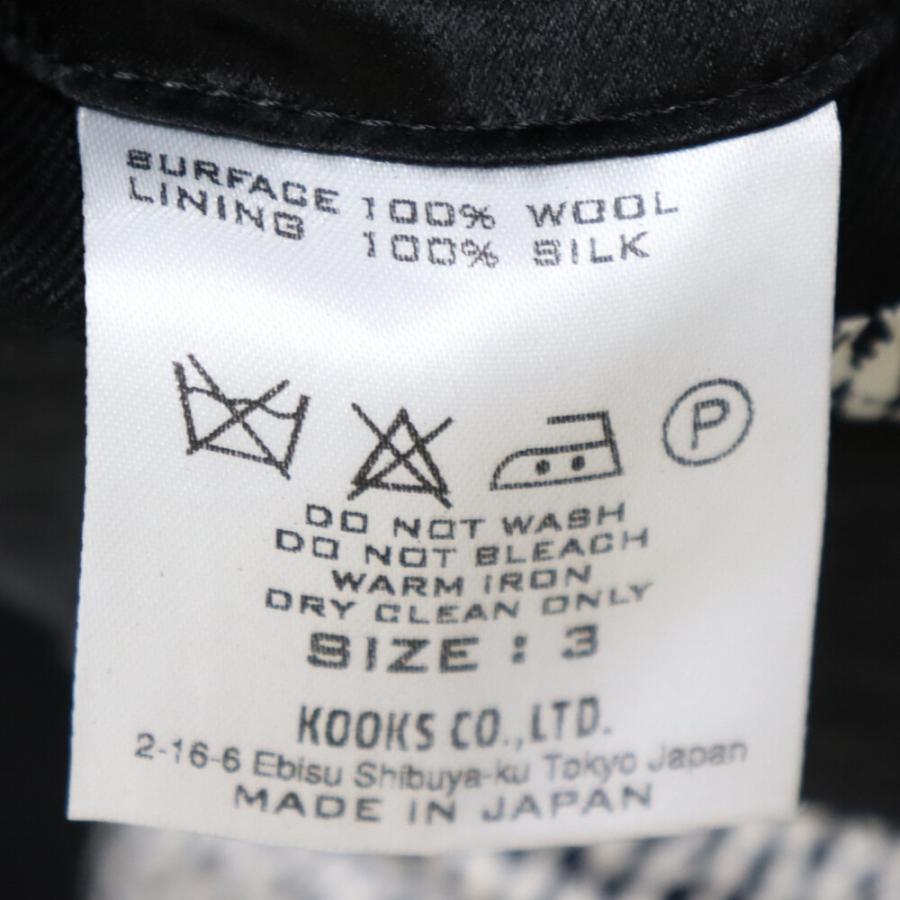 SURFACE 100% WOOL
LINING 100% SILK
P
DO NOT WASH
DO NOT BLEACH
WARM IRON
DRY CLEAN ONLY
SIZE : 3
KOOKS CO.,LTD.
2-16-6 Ebisu Shibuya-ku Tokyo Japan
MADE IN JAPAN